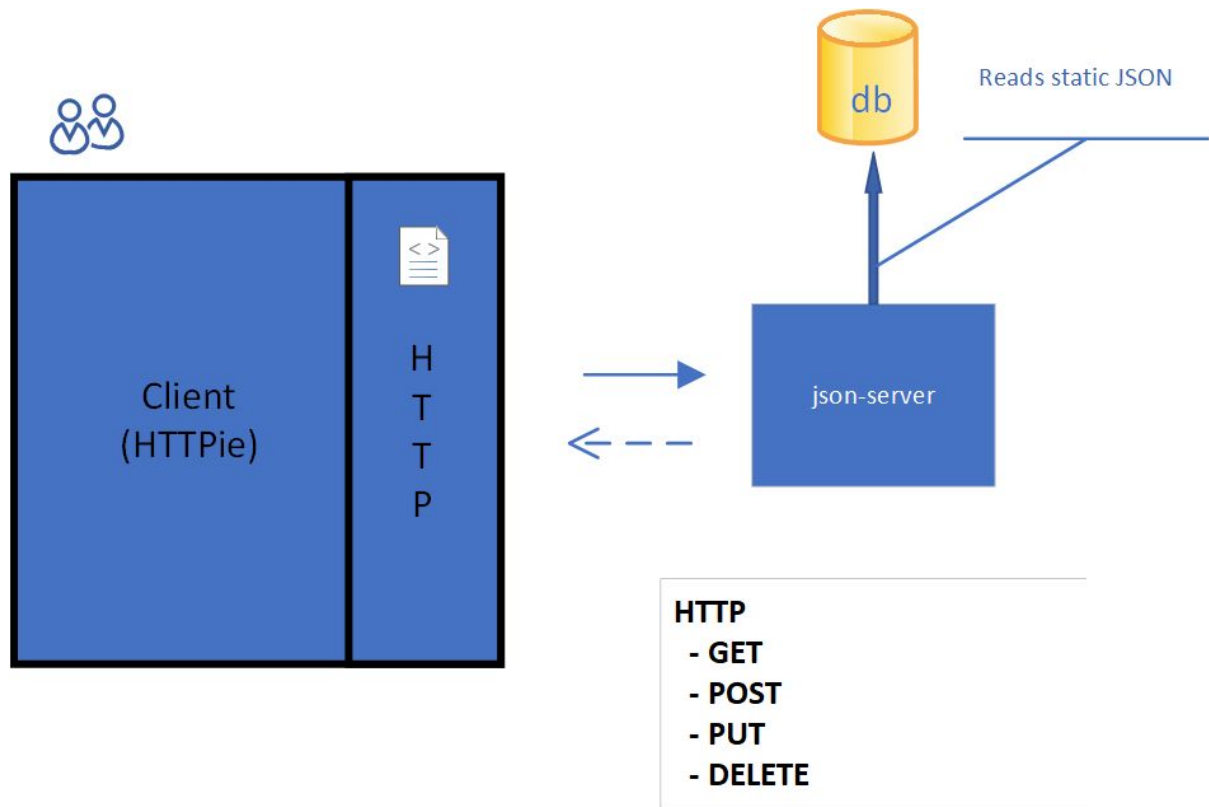 db
Reads static JSON
< >
Client
(HTTPie)
H
T
T
P
json-server
HTTP
- GET
- POST
- PUT
- DELETE